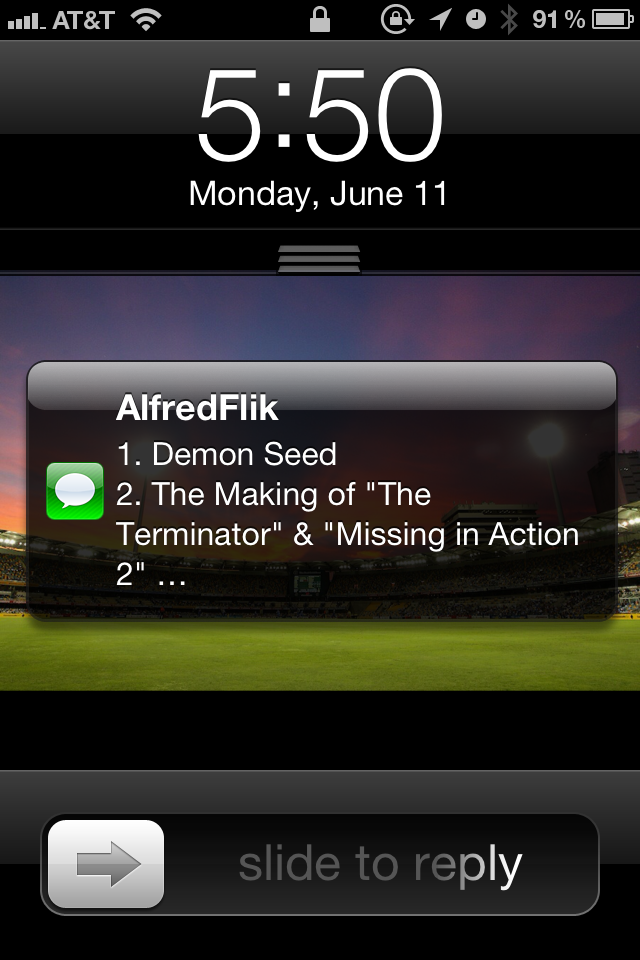 AT&T 91 %
5:50
Monday, June 11
AlfredFlik
1. Demon Seed
2. The Making of "The
Terminator" & "Missing in Action
2" ...
slide to reply